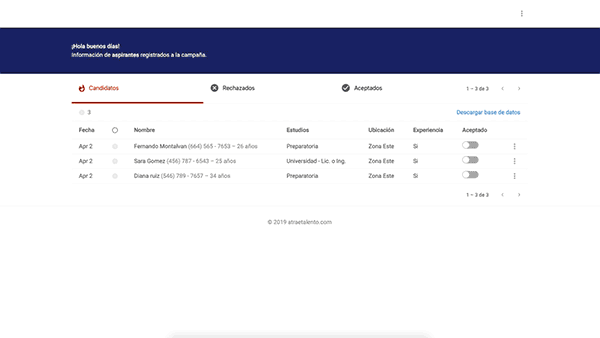 ¡Hola buenos días!
Información de aspirantes registrados a la campaña.
Candidatos Rechazados Aceptados 1 – 3 de 3
3 Descargar base de datos
Fecha Nombre Estudios Ubicación Experiencia Aceptado
Apr 2 Fernando Montalvan (664) 565 - 7653 – 26 años Preparatoria Zona Este Si
Apr 2 Sara Gomez (456) 787 - 6543 – 25 años Universidad - Lic. o Ing. Zona Este Si
Apr 2 Diana ruiz (546) 789 - 7657 – 34 años Preparatoria Zona Este Si
1 – 3 de 3
© 2019 atraetalento.com